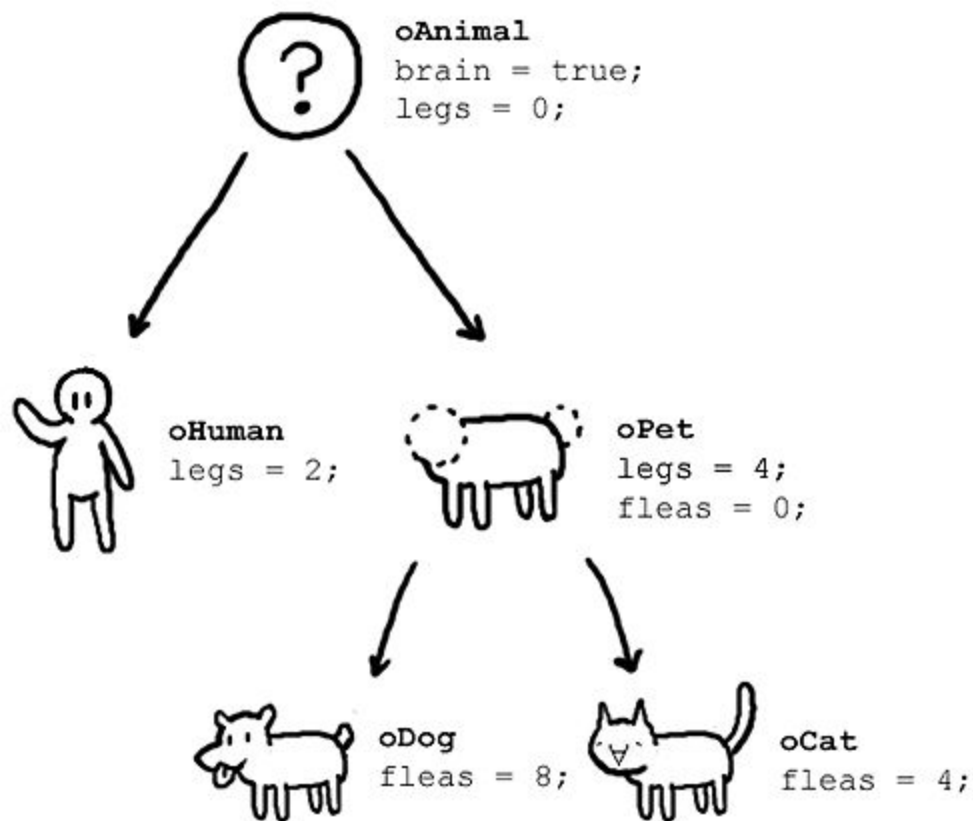 ?
oAnimal
brain = true;
legs = 0;
oHuman
legs = 2;
oPet
legs = 4;
fleas = 0;
oDog
fleas = 8;
oCat
fleas = 4;